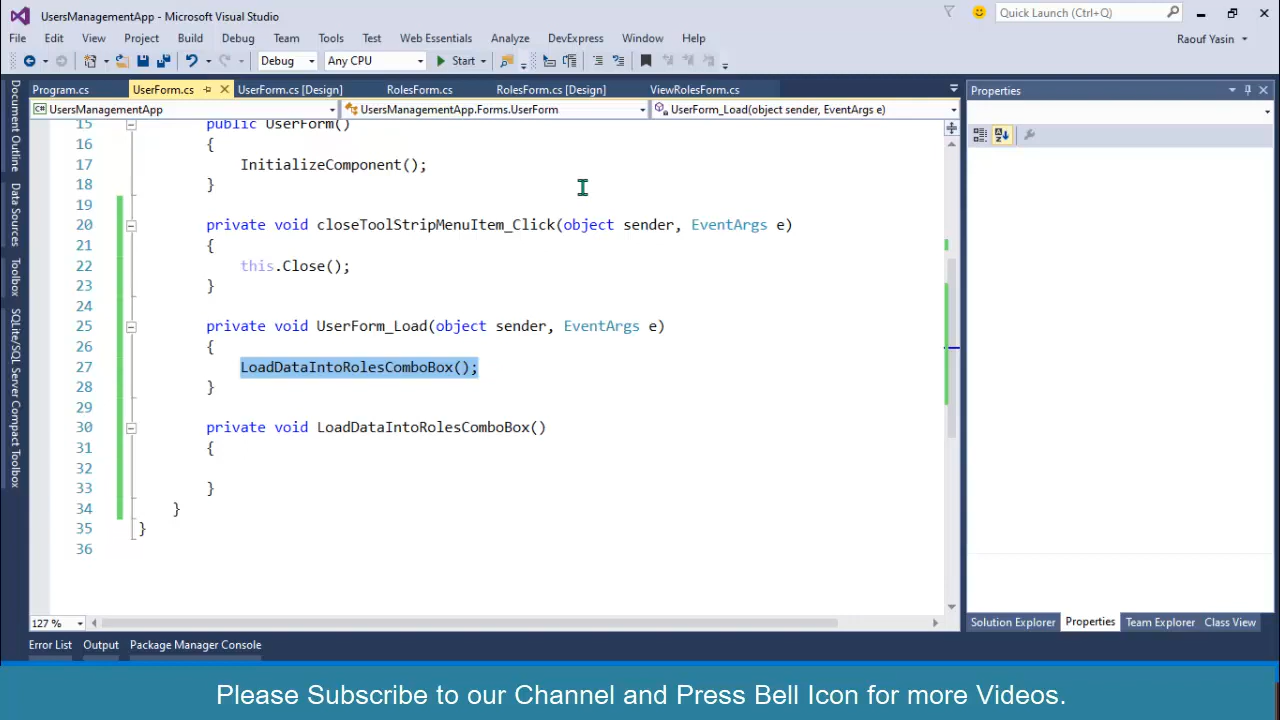 UsersManagementApp - Microsoft Visual Studio
Quick Launch (Ctrl+Q)
File Edit View Project Build Debug Team Tools Test Web Essentials Analyze DevExpress Window Help
Raouf Yasin
Debug Any CPU Start
Program.cs UserForm.cs UserForm.cs [Design] RolesForm.cs RolesForm.cs [Design] ViewRolesForm.cs
UsersManagementApp UsersManagementApp.Forms.UserForm UserForm_Load(object sender, EventArgs e)
Document Outline
Data Sources
Toolbox
SQLite/SQL Server Compact Toolbox
15 public UserForm()
16 {
17 InitializeComponent();
18 }
19
20 private void closeToolStripMenuItem_Click(object sender, EventArgs e)
21 {
22 this.Close();
23 }
24
25 private void UserForm_Load(object sender, EventArgs e)
26 {
27 LoadDataIntoRolesComboBox();
28 }
29
30 private void LoadDataIntoRolesComboBox()
31 {
32
33 }
34 }
35 }
36
127 %
Properties
Solution Explorer Properties Team Explorer Class View
Error List Output Package Manager Console
Please Subscribe to our Channel and Press Bell Icon for more Videos.